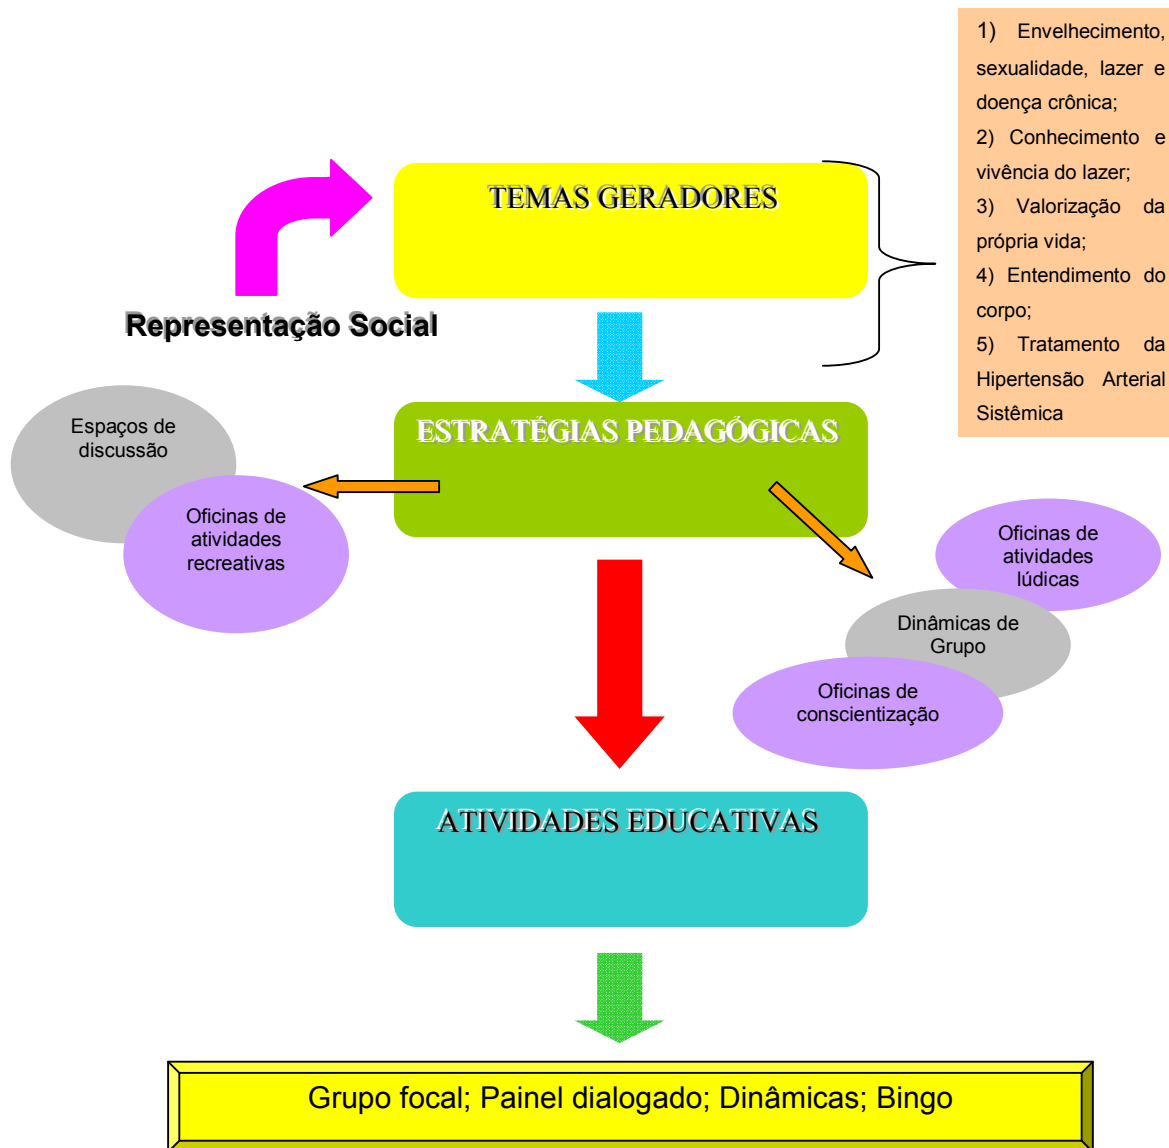 1) Envelhecimento,
sexualidade, lazer e
doença crônica;
2) Conhecimento e
vivência do lazer;
3) Valorização da
própria vida;
4) Entendimento do
corpo;
5) Tratamento da
Hipertensão Arterial
Sistêmica
TEMAS GERADORES
Representação Social
ESTRATÉGIAS PEDAGÓGICAS
Espaços de
discussão
Oficinas de
atividades
recreativas
Oficinas de
atividades
lúdicas
Dinâmicas de
Grupo
Oficinas de
conscientização
ATIVIDADES EDUCATIVAS
Grupo focal; Painel dialogado; Dinâmicas; Bingo